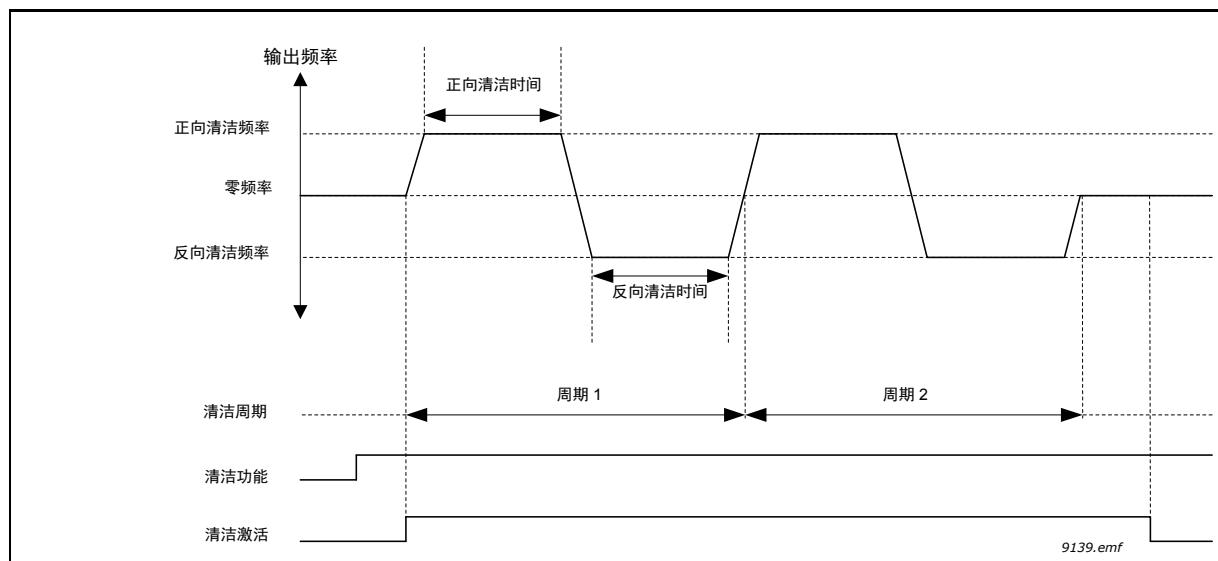 输出频率
正向清洁时间
正向清洁频率
零频率
反向清洁频率
反向清洁时间
周期 1
周期 2
清洁周期
清洁功能
清洁激活
9139.emf